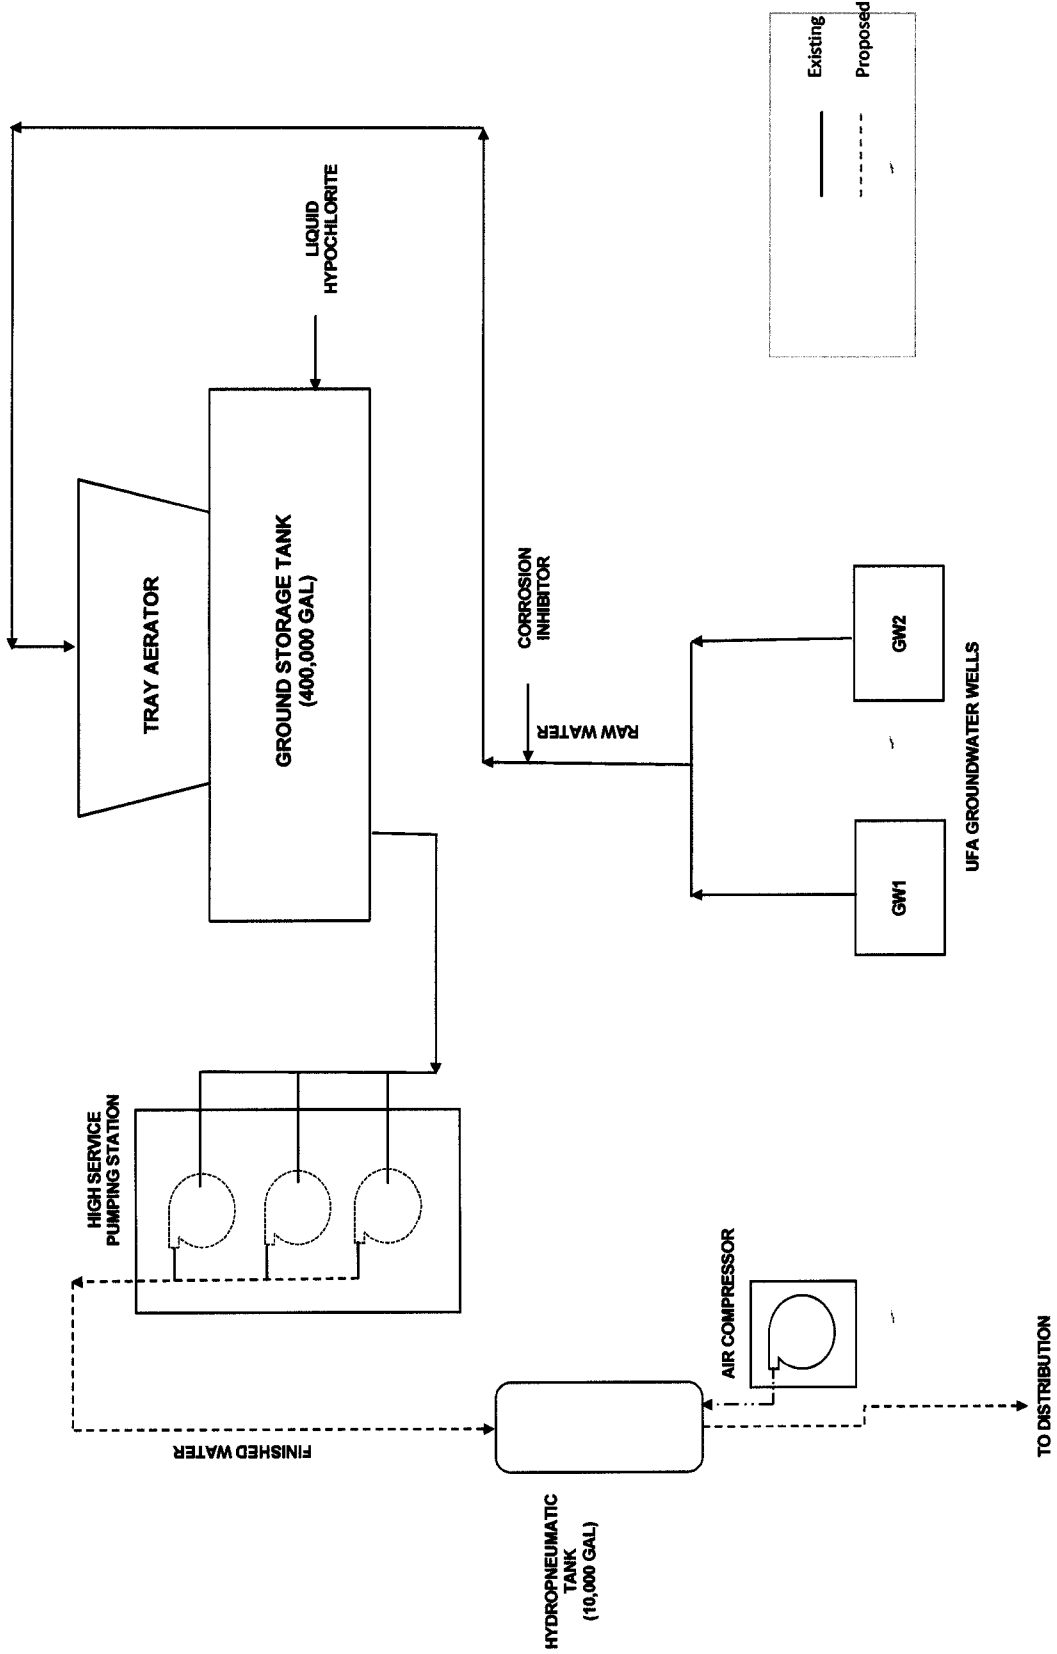 TRAY AERATOR
GROUND STORAGE TANK
(400,000 GAL)
LIQUID
HYPOCHLORITE
HIGH SERVICE
PUMPING STATION
FINISHED WATER
HYDROPNEUMATIC
TANK
(10,000 GAL)
AIR COMPRESSOR
TO DISTRIBUTION
CORROSION
INHIBITOR
RAW WATER
GW1
GW2
UFA GROUNDWATER WELLS
Existing
Proposed